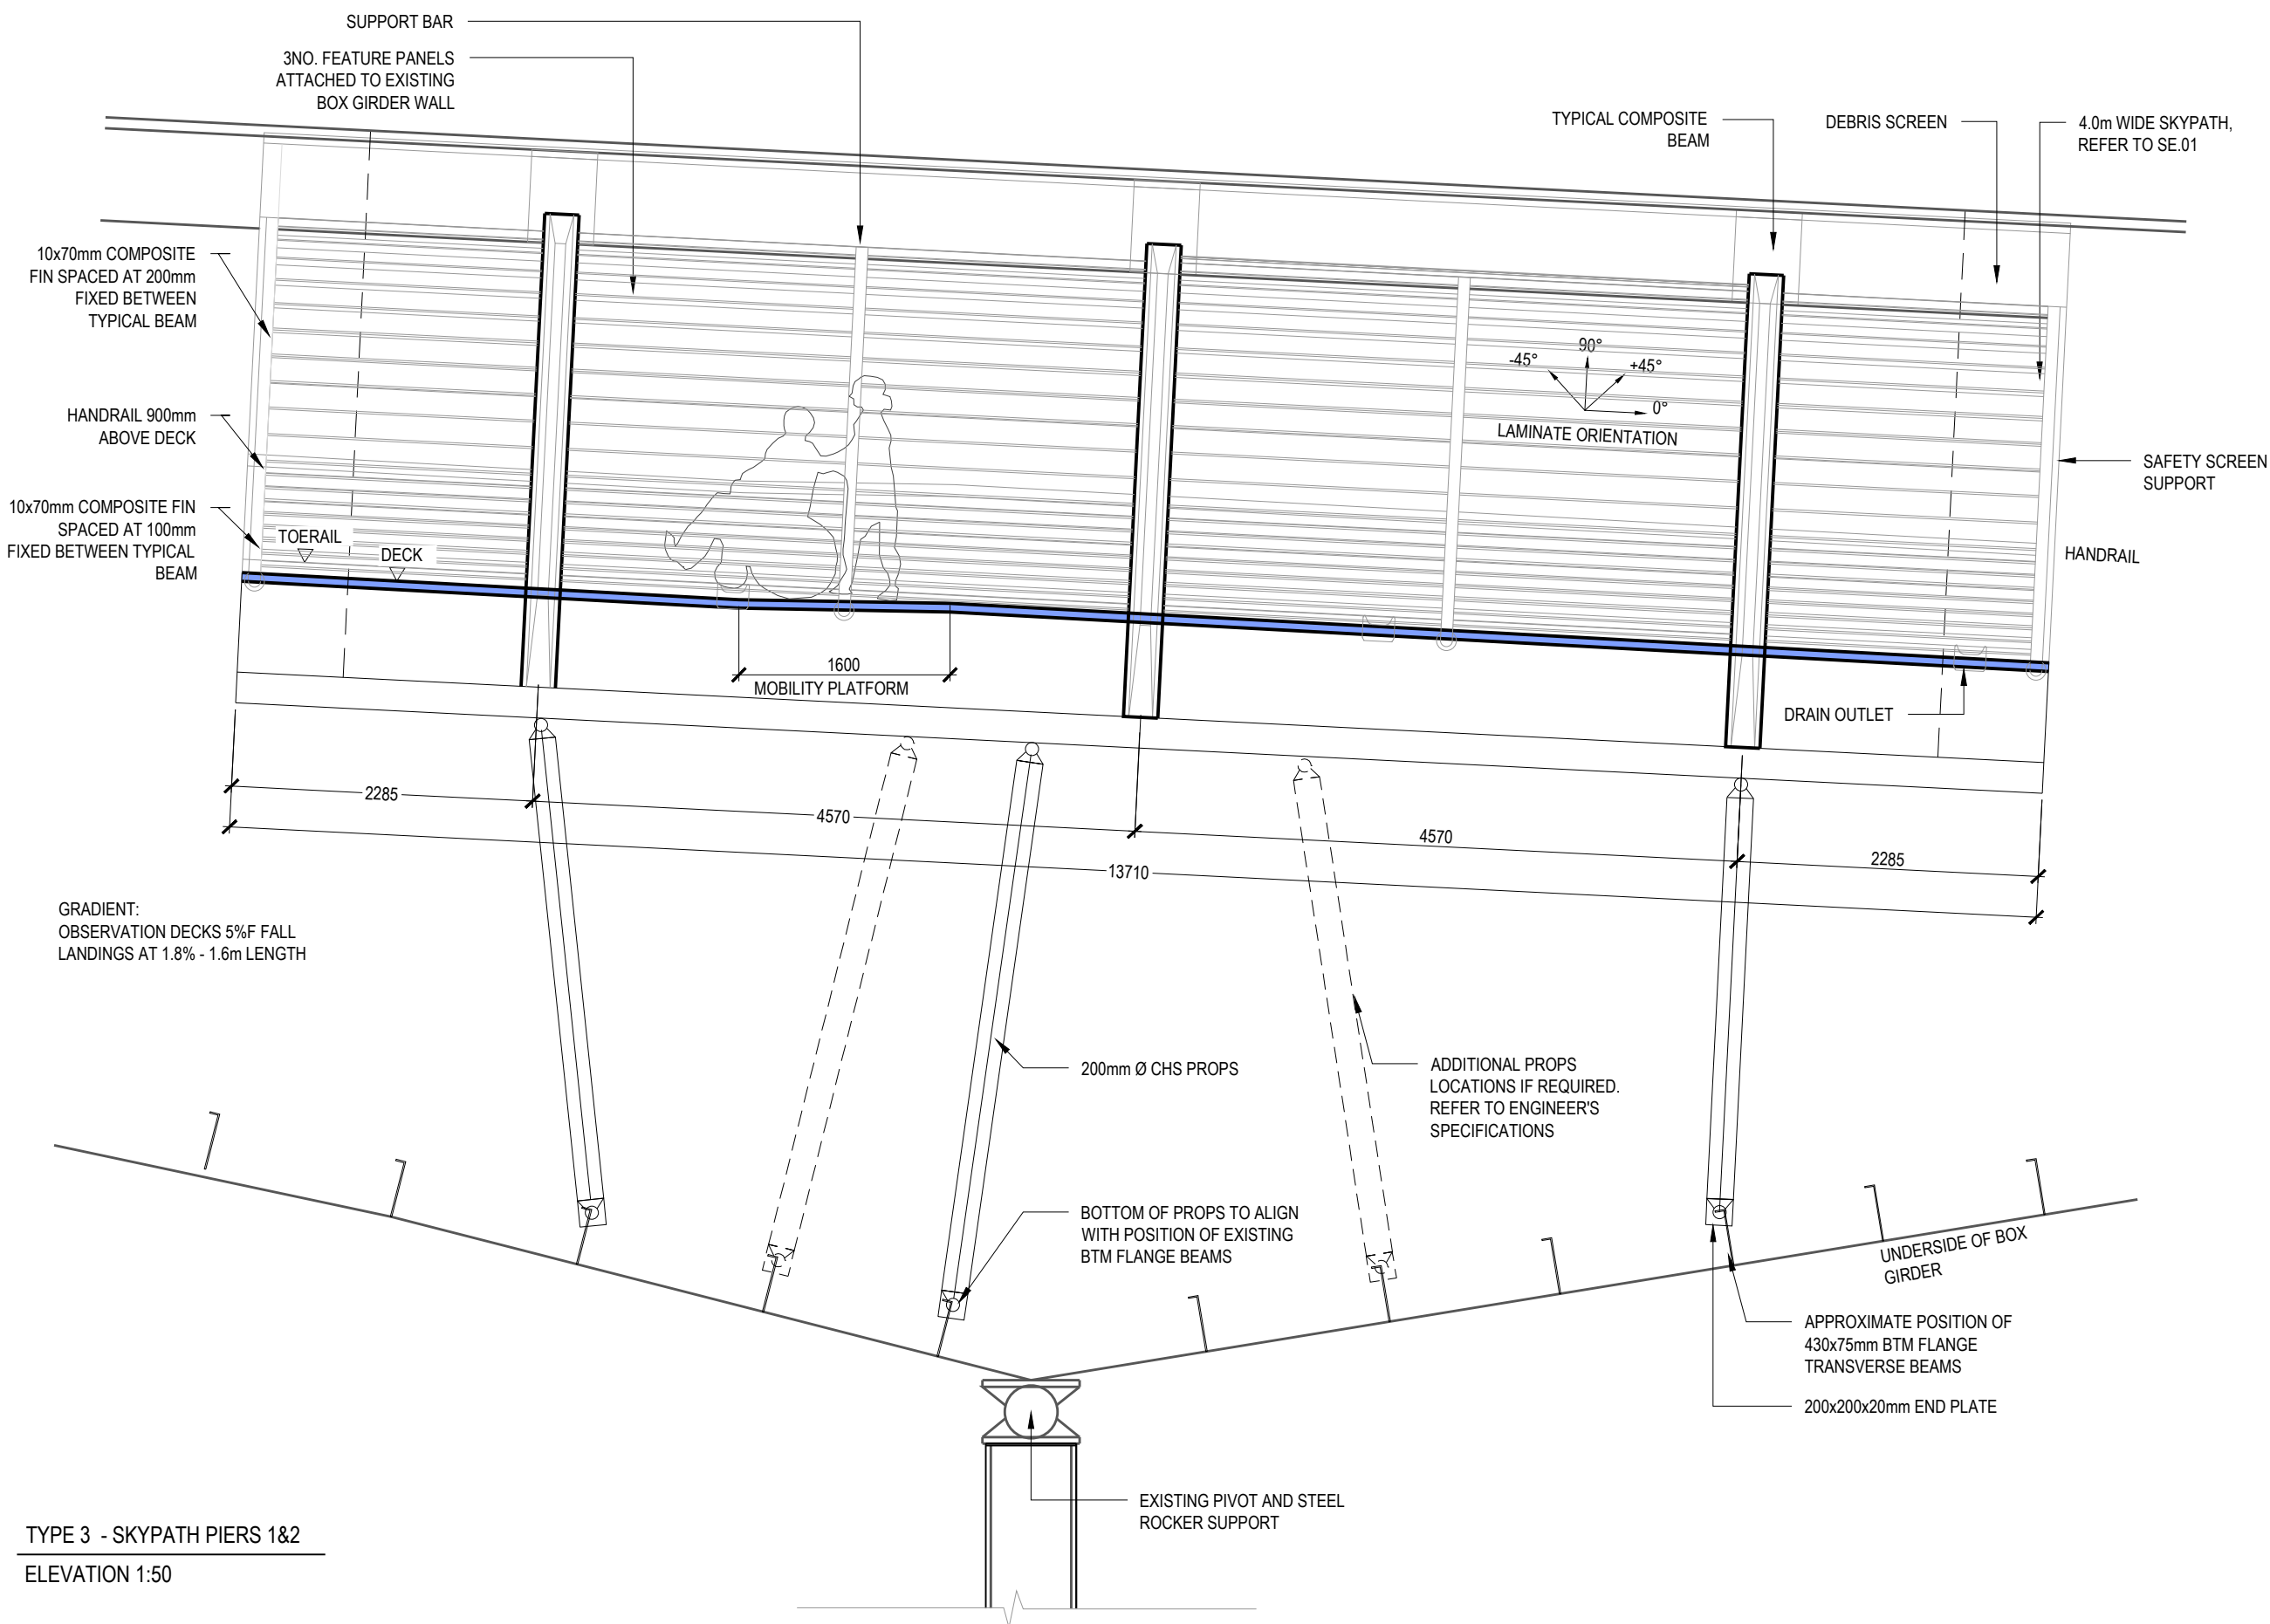 SUPPORT BAR
3NO. FEATURE PANELS
ATTACHED TO EXISTING
BOX GIRDER WALL
TYPICAL COMPOSITE
BEAM
DEBRIS SCREEN
4.0m WIDE SKYPATH,
REFER TO SE.01
10x70mm COMPOSITE
FIN SPACED AT 200mm
FIXED BETWEEN
TYPICAL BEAM
HANDRAIL 900mm
ABOVE DECK
10x70mm COMPOSITE FIN
SPACED AT 100mm
FIXED BETWEEN TYPICAL
BEAM
TOERAIL
DECK
-45°
90°
+45°
0°
LAMINATE ORIENTATION
SAFETY SCREEN
SUPPORT
HANDRAIL
1600
MOBILITY PLATFORM
DRAIN OUTLET
2285
4570
4570
2285
13710
GRADIENT:
OBSERVATION DECKS 5%F FALL
LANDINGS AT 1.8% - 1.6m LENGTH
200mm Ø CHS PROPS
ADDITIONAL PROPS
LOCATIONS IF REQUIRED.
REFER TO ENGINEER'S
SPECIFICATIONS
BOTTOM OF PROPS TO ALIGN
WITH POSITION OF EXISTING
BTM FLANGE BEAMS
UNDERSIDE OF BOX
GIRDER
APPROXIMATE POSITION OF
430x75mm BTM FLANGE
TRANSVERSE BEAMS
200x200x20mm END PLATE
EXISTING PIVOT AND STEEL
ROCKER SUPPORT
TYPE 3 - SKYPATH PIERS 1&2
ELEVATION 1:50